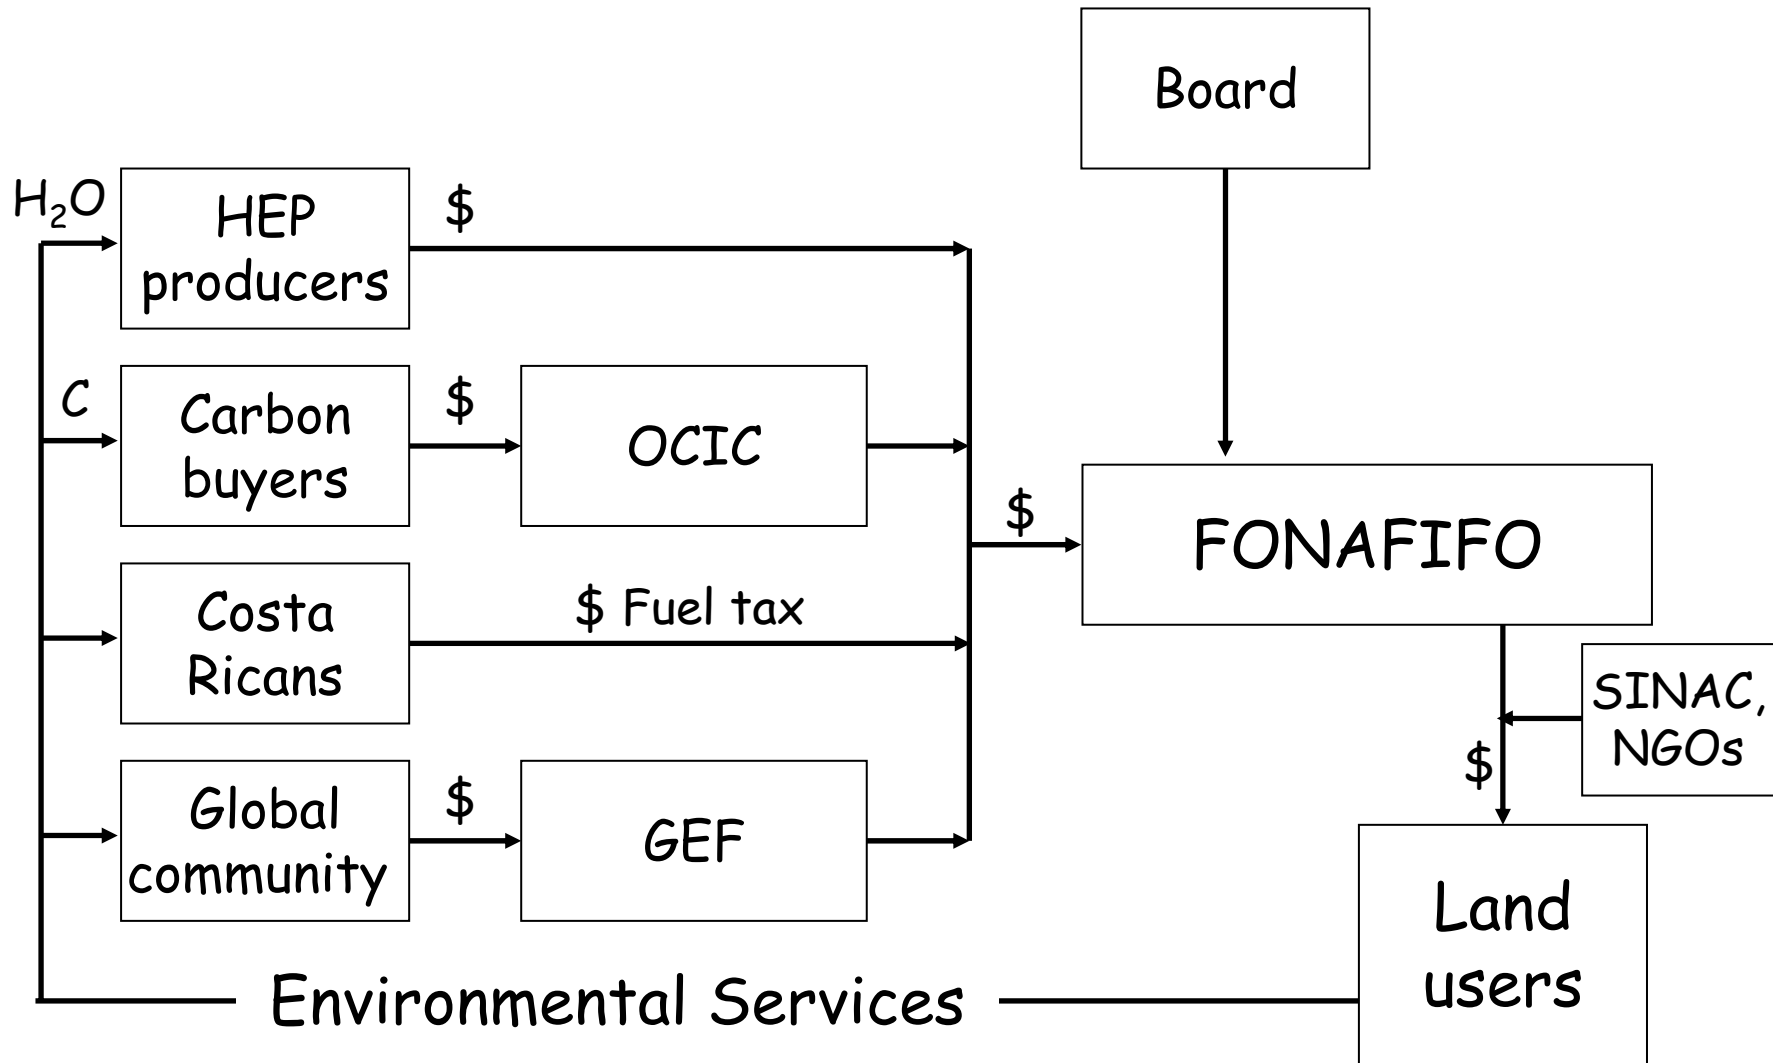 Board
H₂O
HEP
producers
$
C
Carbon
buyers
$
OCIC
$
FONAFIFO
Costa
Ricans
$ Fuel tax
SINAC,
NGOs
$
Global
community
$
GEF
Land
users
Environmental Services